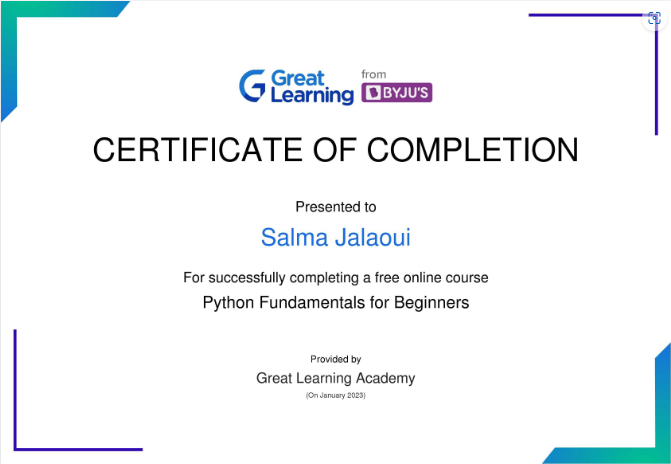 Great Learning from BYJU'S
CERTIFICATE OF COMPLETION
Presented to
Salma Jalaoui
For successfully completing a free online course
Python Fundamentals for Beginners
Provided by
Great Learning Academy
(On January 2023)